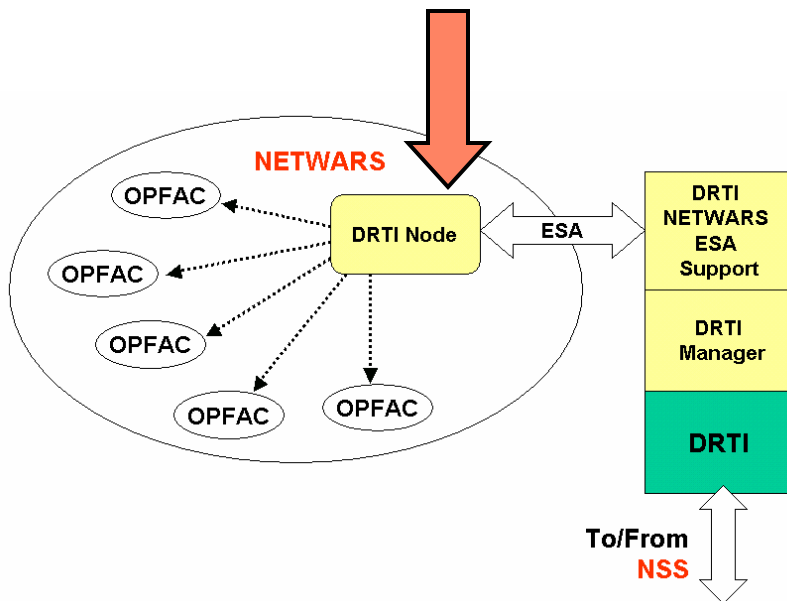 NETWARS
OPFAC
OPFAC
OPFAC
OPFAC
OPFAC
DRTI Node
ESA
DRTI
NETWARS
ESA
Support
DRTI
Manager
DRTI
To/From
NSS